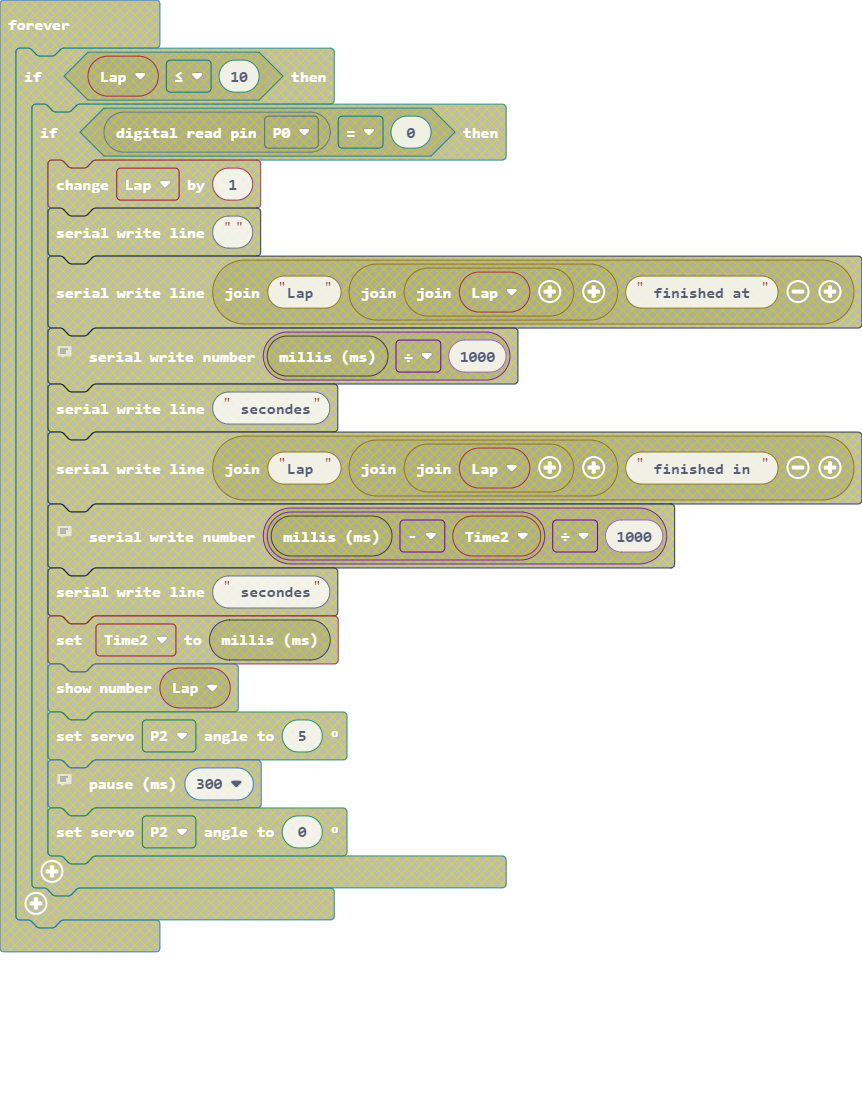 forever
if Lap ≤ 10 then
if digital read pin P0 = 0 then
change Lap by 1
serial write line " "
serial write line join "Lap " join join Lap " finished at "
serial write number millis (ms) ÷ 1000
serial write line " secondes"
serial write line join "Lap " join join Lap " finished in "
serial write number millis (ms) - Time2 ÷ 1000
serial write line " secondes"
set Time2 to millis (ms)
show number Lap
set servo P2 angle to 5 °
pause (ms) 300
set servo P2 angle to 0 °